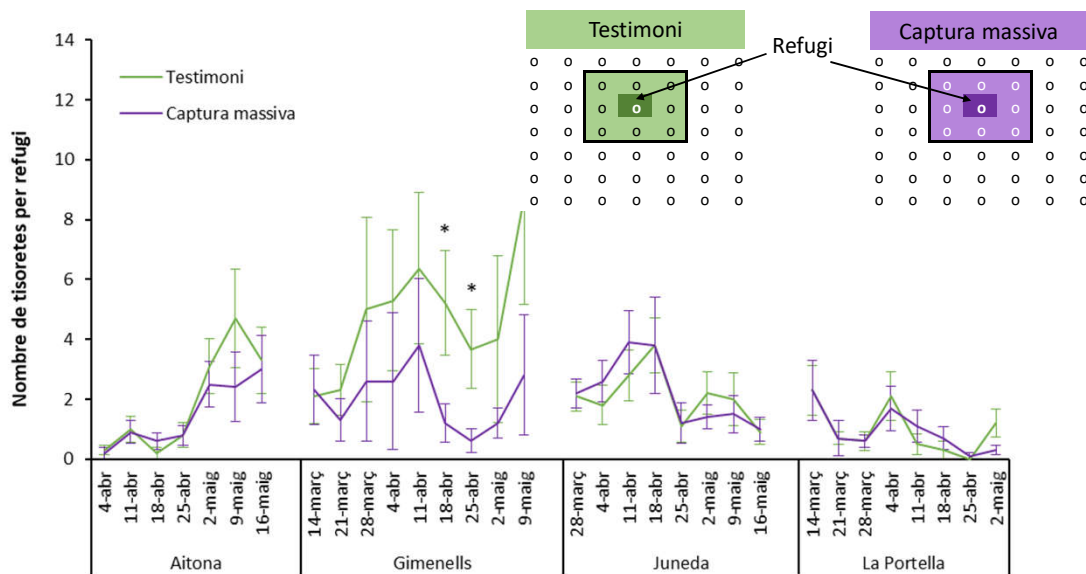 Nombre de tisoretes per refugi
14
12
10
8
6
4
2
0
Testimoni
Captura massiva
Testimoni
Captura massiva
Refugi
o o o o o o o
o o o o o o o
o o o o o o o
o o o o o o o
o o o o o o o
o o o o o o o
o o o o o o o
o o o o o o o
o o o o o o o
o o o o o o o
o o o o o o o
o o o o o o o
o o o o o o o
o o o o o o o
*
*
4-abr
11-abr
18-abr
25-abr
2-maig
9-maig
16-maig
14-març
21-març
28-març
4-abr
11-abr
18-abr
25-abr
2-maig
9-maig
28-març
4-abr
11-abr
18-abr
25-abr
2-maig
9-maig
16-maig
14-març
21-març
28-març
4-abr
11-abr
18-abr
25-abr
2-maig
Aitona
Gimenells
Juneda
La Portella